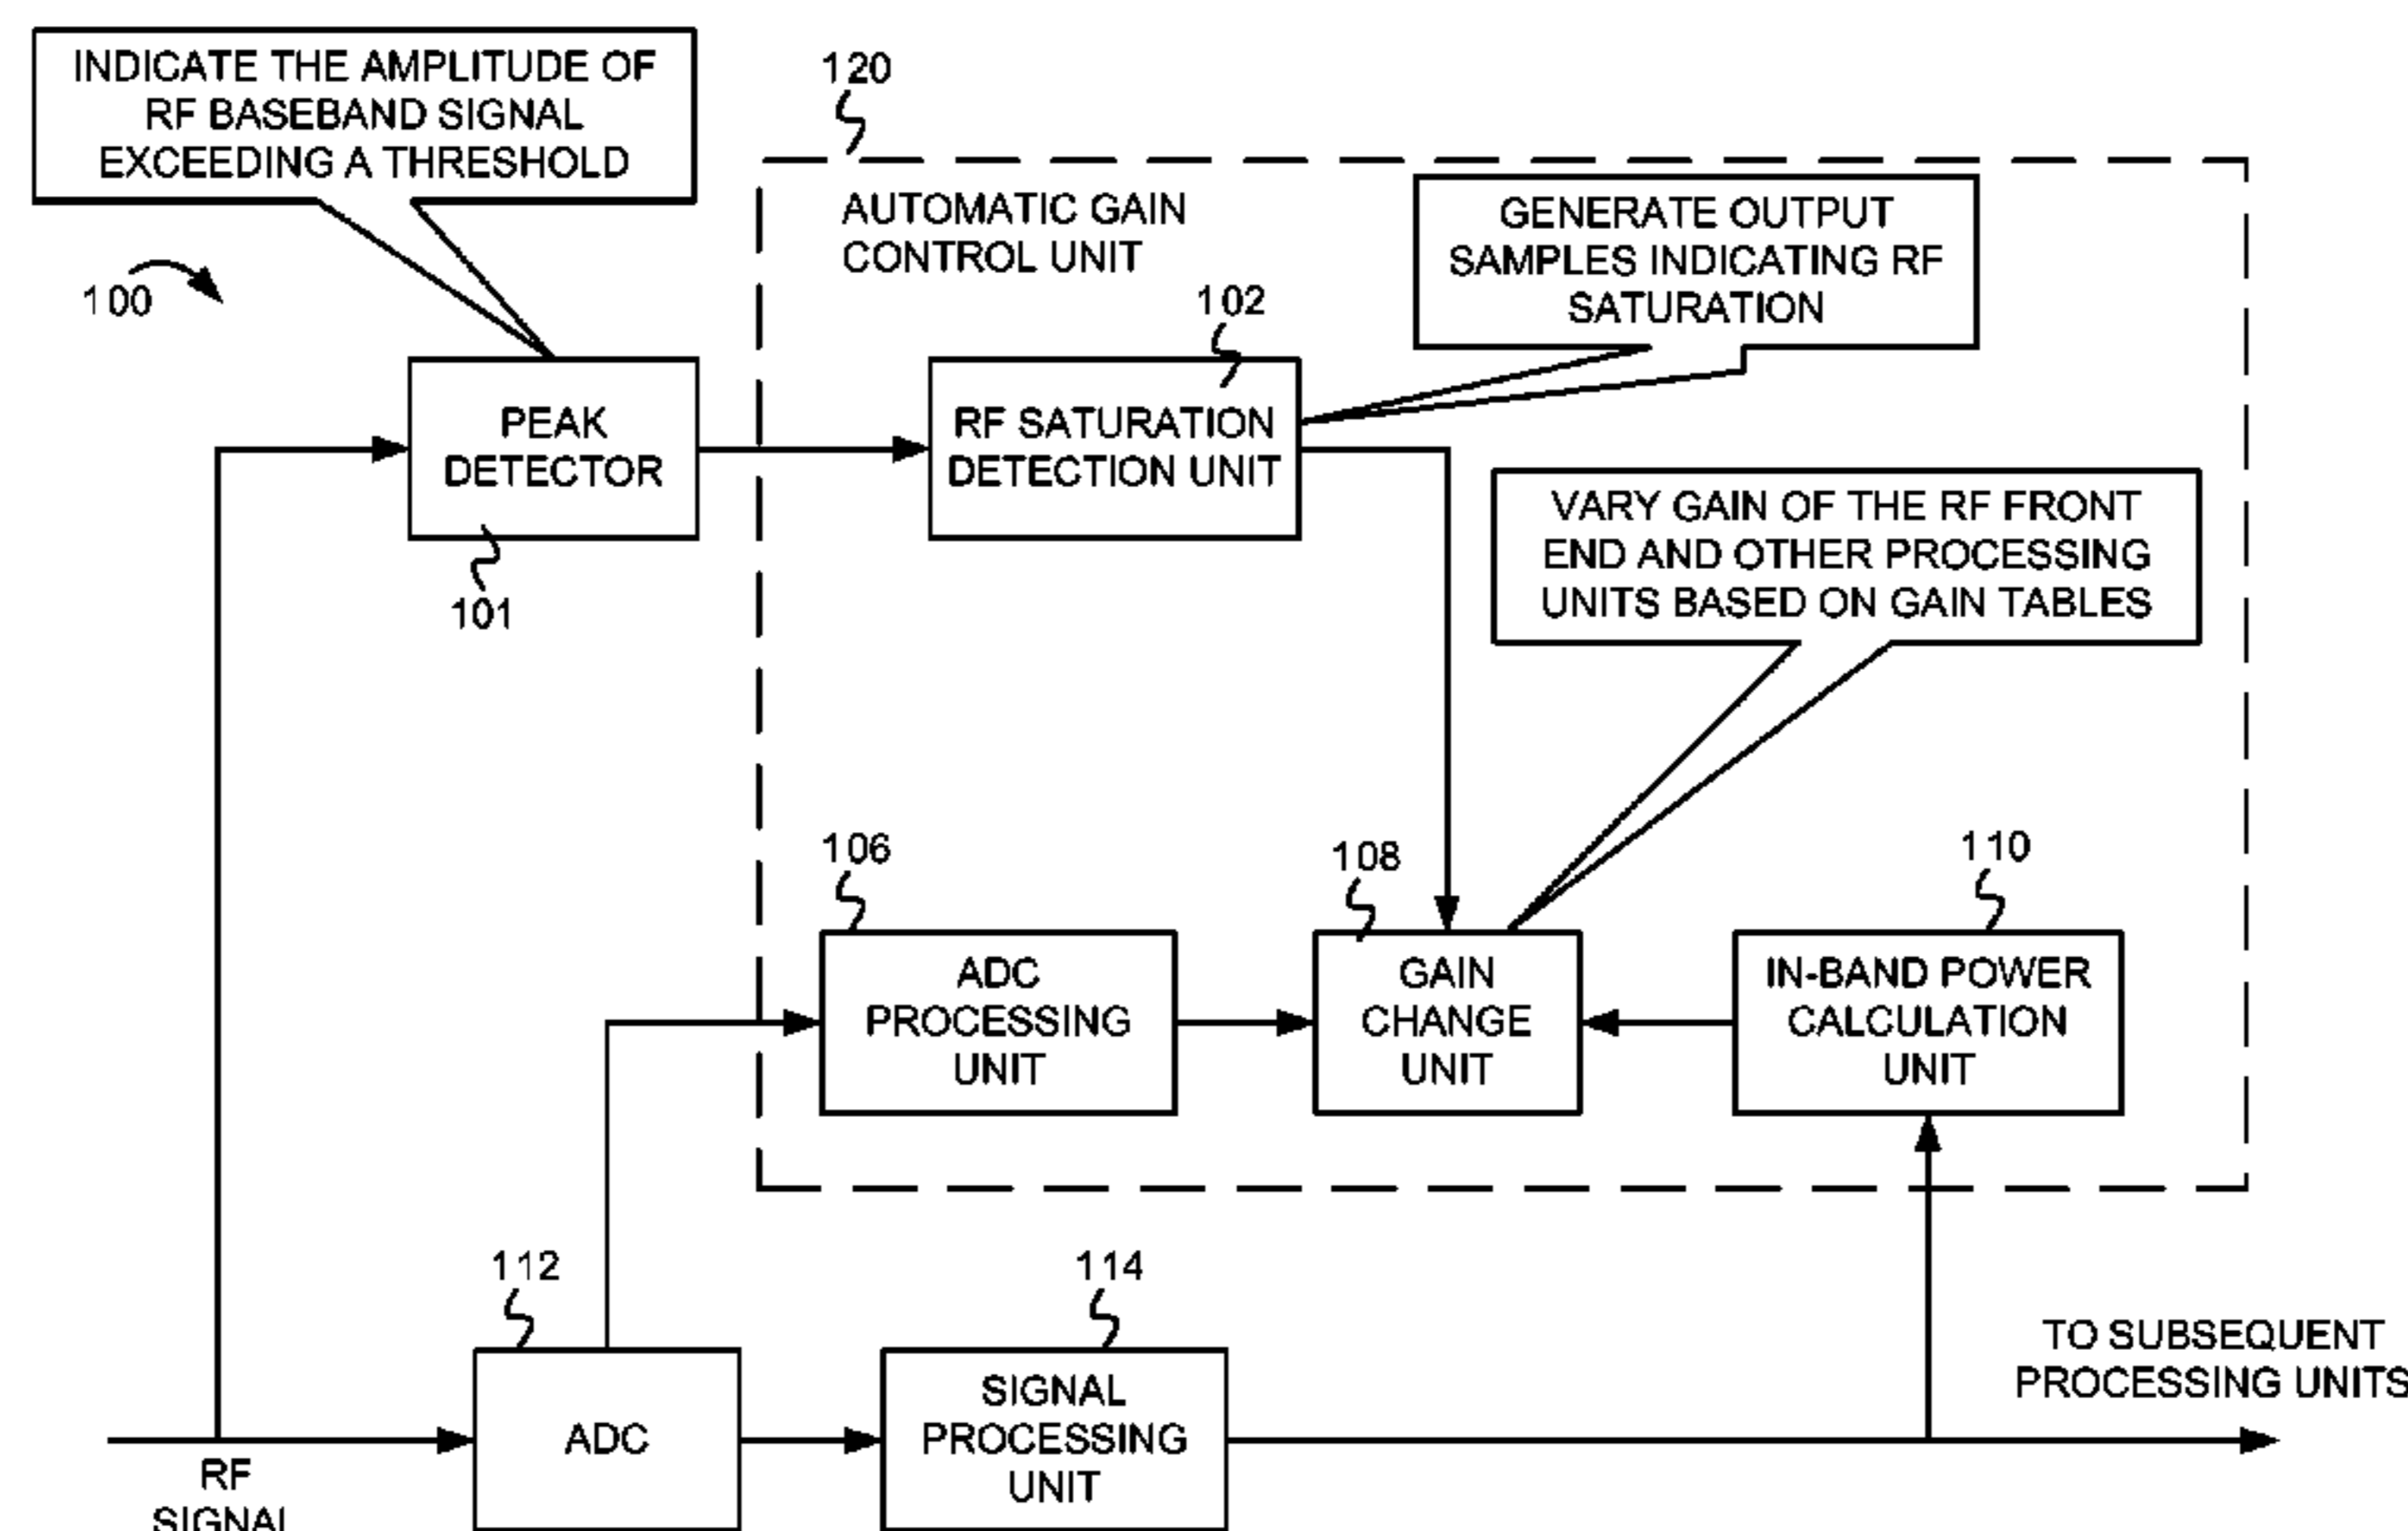 INDICATE THE AMPLITUDE OF
RF BASEBAND SIGNAL
EXCEEDING A THRESHOLD
120
AUTOMATIC GAIN
CONTROL UNIT
GENERATE OUTPUT
SAMPLES INDICATING RF
SATURATION
100
102
PEAK
DETECTOR
RF SATURATION
DETECTION UNIT
101
VARY GAIN OF THE RF FRONT
END AND OTHER PROCESSING
UNITS BASED ON GAIN TABLES
106
108
110
ADC
PROCESSING
UNIT
GAIN
CHANGE
UNIT
IN-BAND POWER
CALCULATION
UNIT
112
114
TO SUBSEQUENT
PROCESSING UNITS
ADC
SIGNAL
PROCESSING
UNIT
RF
SIGNAL